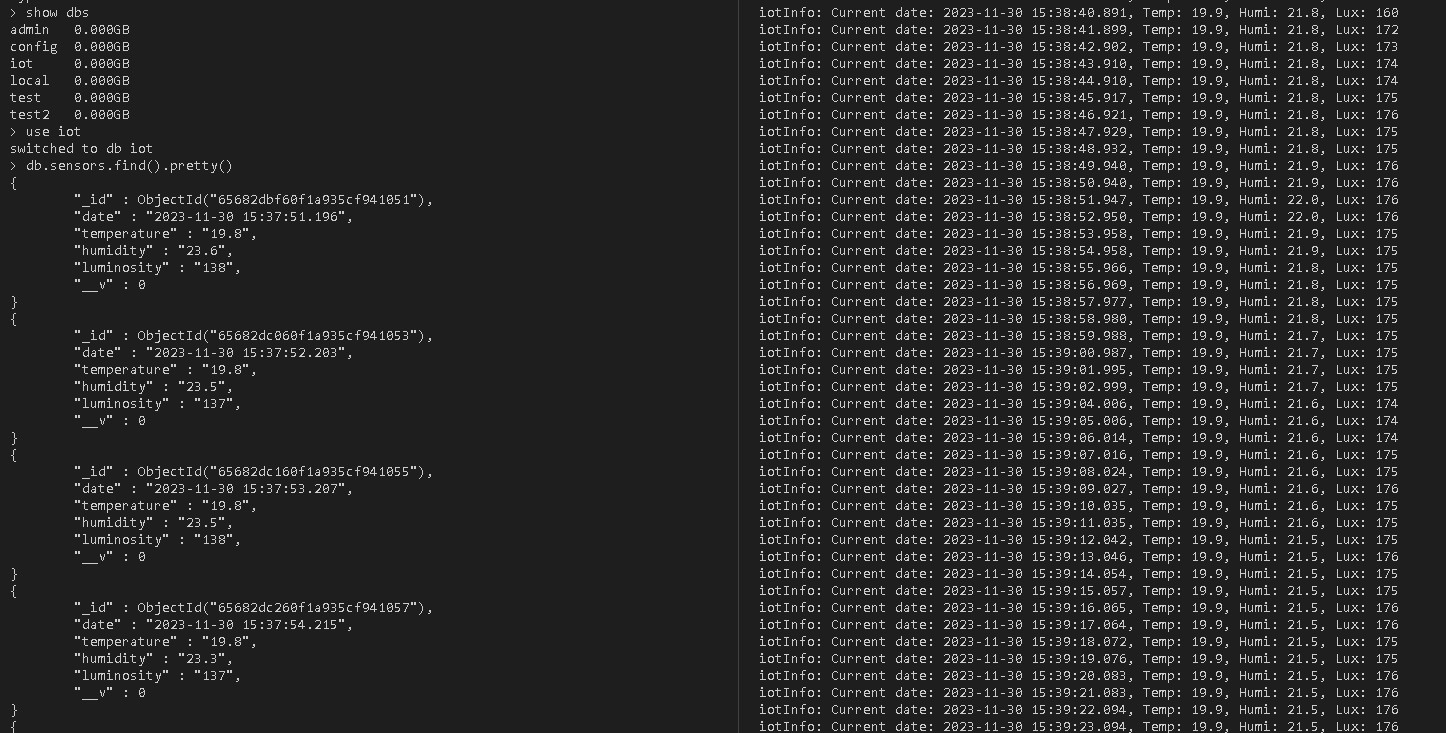 > show dbs
admin   0.000GB
config  0.000GB
iot     0.000GB
local   0.000GB
test    0.000GB
test2   0.000GB
> use iot
switched to db iot
> db.sensors.find().pretty()
{
        "_id" : ObjectId("65682dbf60f1a935cf941051"),
        "date" : "2023-11-30 15:37:51.196",
        "temperature" : "19.8",
        "humidity" : "23.6",
        "luminosity" : "138",
        "__v" : 0
}
{
        "_id" : ObjectId("65682dc060f1a935cf941053"),
        "date" : "2023-11-30 15:37:52.203",
        "temperature" : "19.8",
        "humidity" : "23.5",
        "luminosity" : "137",
        "__v" : 0
}
{
        "_id" : ObjectId("65682dc160f1a935cf941055"),
        "date" : "2023-11-30 15:37:53.207",
        "temperature" : "19.8",
        "humidity" : "23.5",
        "luminosity" : "138",
        "__v" : 0
}
{
        "_id" : ObjectId("65682dc260f1a935cf941057"),
        "date" : "2023-11-30 15:37:54.215",
        "temperature" : "19.8",
        "humidity" : "23.3",
        "luminosity" : "137",
        "__v" : 0
}
{
iotInfo: Current date: 2023-11-30 15:38:40.891, Temp: 19.9, Humi: 21.8, Lux: 160
iotInfo: Current date: 2023-11-30 15:38:41.899, Temp: 19.9, Humi: 21.8, Lux: 172
iotInfo: Current date: 2023-11-30 15:38:42.902, Temp: 19.9, Humi: 21.8, Lux: 173
iotInfo: Current date: 2023-11-30 15:38:43.910, Temp: 19.9, Humi: 21.8, Lux: 174
iotInfo: Current date: 2023-11-30 15:38:44.910, Temp: 19.9, Humi: 21.8, Lux: 174
iotInfo: Current date: 2023-11-30 15:38:45.917, Temp: 19.9, Humi: 21.8, Lux: 175
iotInfo: Current date: 2023-11-30 15:38:46.921, Temp: 19.9, Humi: 21.8, Lux: 176
iotInfo: Current date: 2023-11-30 15:38:47.929, Temp: 19.9, Humi: 21.8, Lux: 175
iotInfo: Current date: 2023-11-30 15:38:48.932, Temp: 19.9, Humi: 21.8, Lux: 175
iotInfo: Current date: 2023-11-30 15:38:49.940, Temp: 19.9, Humi: 21.9, Lux: 176
iotInfo: Current date: 2023-11-30 15:38:50.940, Temp: 19.9, Humi: 21.9, Lux: 176
iotInfo: Current date: 2023-11-30 15:38:51.947, Temp: 19.9, Humi: 22.0, Lux: 176
iotInfo: Current date: 2023-11-30 15:38:52.950, Temp: 19.9, Humi: 22.0, Lux: 176
iotInfo: Current date: 2023-11-30 15:38:53.958, Temp: 19.9, Humi: 21.9, Lux: 175
iotInfo: Current date: 2023-11-30 15:38:54.958, Temp: 19.9, Humi: 21.9, Lux: 175
iotInfo: Current date: 2023-11-30 15:38:55.966, Temp: 19.9, Humi: 21.8, Lux: 175
iotInfo: Current date: 2023-11-30 15:38:56.969, Temp: 19.9, Humi: 21.8, Lux: 175
iotInfo: Current date: 2023-11-30 15:38:57.977, Temp: 19.9, Humi: 21.8, Lux: 175
iotInfo: Current date: 2023-11-30 15:38:58.980, Temp: 19.9, Humi: 21.8, Lux: 175
iotInfo: Current date: 2023-11-30 15:38:59.988, Temp: 19.9, Humi: 21.7, Lux: 175
iotInfo: Current date: 2023-11-30 15:39:00.987, Temp: 19.9, Humi: 21.7, Lux: 175
iotInfo: Current date: 2023-11-30 15:39:01.995, Temp: 19.9, Humi: 21.7, Lux: 175
iotInfo: Current date: 2023-11-30 15:39:02.999, Temp: 19.9, Humi: 21.7, Lux: 175
iotInfo: Current date: 2023-11-30 15:39:04.006, Temp: 19.9, Humi: 21.6, Lux: 174
iotInfo: Current date: 2023-11-30 15:39:05.006, Temp: 19.9, Humi: 21.6, Lux: 174
iotInfo: Current date: 2023-11-30 15:39:06.014, Temp: 19.9, Humi: 21.6, Lux: 174
iotInfo: Current date: 2023-11-30 15:39:07.016, Temp: 19.9, Humi: 21.6, Lux: 175
iotInfo: Current date: 2023-11-30 15:39:08.024, Temp: 19.9, Humi: 21.6, Lux: 175
iotInfo: Current date: 2023-11-30 15:39:09.027, Temp: 19.9, Humi: 21.6, Lux: 176
iotInfo: Current date: 2023-11-30 15:39:10.035, Temp: 19.9, Humi: 21.6, Lux: 175
iotInfo: Current date: 2023-11-30 15:39:11.035, Temp: 19.9, Humi: 21.6, Lux: 175
iotInfo: Current date: 2023-11-30 15:39:12.042, Temp: 19.9, Humi: 21.5, Lux: 175
iotInfo: Current date: 2023-11-30 15:39:13.046, Temp: 19.9, Humi: 21.5, Lux: 176
iotInfo: Current date: 2023-11-30 15:39:14.054, Temp: 19.9, Humi: 21.5, Lux: 175
iotInfo: Current date: 2023-11-30 15:39:15.057, Temp: 19.9, Humi: 21.5, Lux: 175
iotInfo: Current date: 2023-11-30 15:39:16.065, Temp: 19.9, Humi: 21.5, Lux: 176
iotInfo: Current date: 2023-11-30 15:39:17.064, Temp: 19.9, Humi: 21.5, Lux: 176
iotInfo: Current date: 2023-11-30 15:39:18.072, Temp: 19.9, Humi: 21.5, Lux: 175
iotInfo: Current date: 2023-11-30 15:39:19.076, Temp: 19.9, Humi: 21.5, Lux: 175
iotInfo: Current date: 2023-11-30 15:39:20.083, Temp: 19.9, Humi: 21.5, Lux: 176
iotInfo: Current date: 2023-11-30 15:39:21.083, Temp: 19.9, Humi: 21.5, Lux: 176
iotInfo: Current date: 2023-11-30 15:39:22.094, Temp: 19.9, Humi: 21.5, Lux: 176
iotInfo: Current date: 2023-11-30 15:39:23.094, Temp: 19.9, Humi: 21.5, Lux: 176